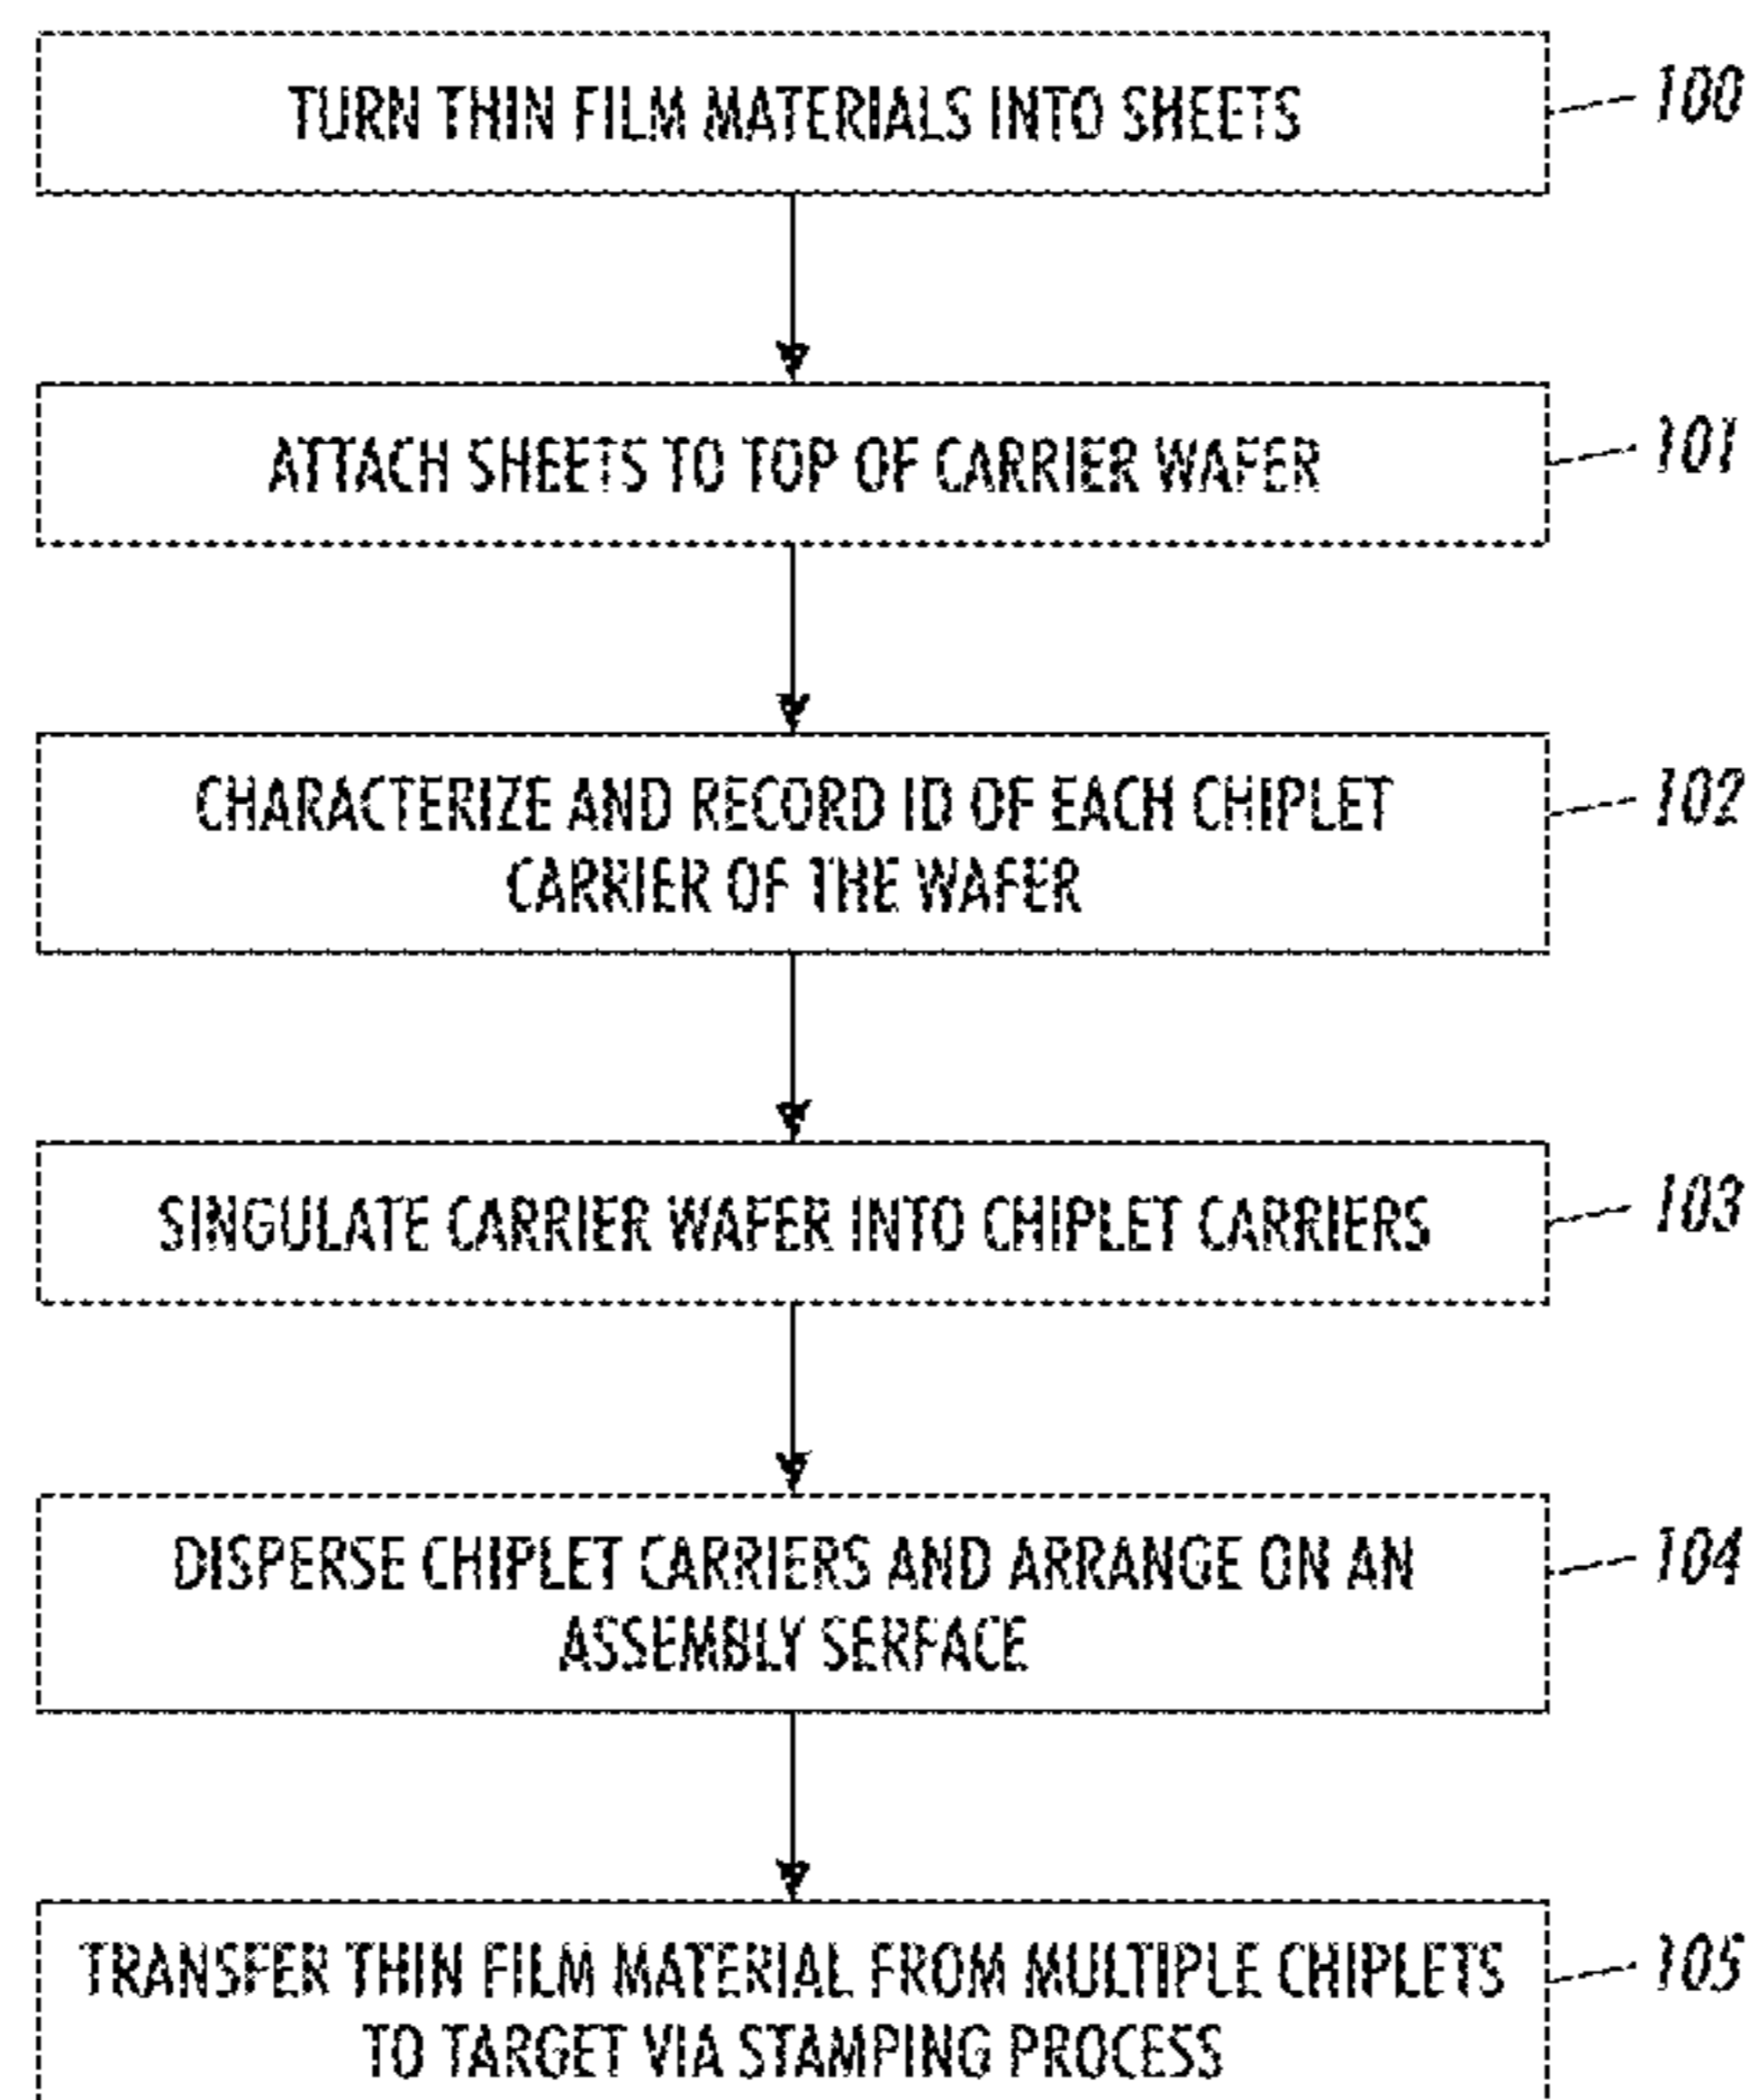 TURN THIN FILM MATERIALS INTO SHEETS
100
ATTACH SHEETS TO TOP OF CARRIER WAFER
101
CHARACTERIZE AND RECORD ID OF EACH CHIPLET
CARRIER OF THE WAFER
102
SINGULATE CARRIER WAFER INTO CHIPLET CARRIERS
103
DISPERSE CHIPLET CARRIERS AND ARRANGE ON AN
ASSEMBLY SERFACE
104
TRANSFER THIN FILM MATERIAL FROM MULTIPLE CHIPLETS
TO TARGET VIA STAMPING PROCESS
105